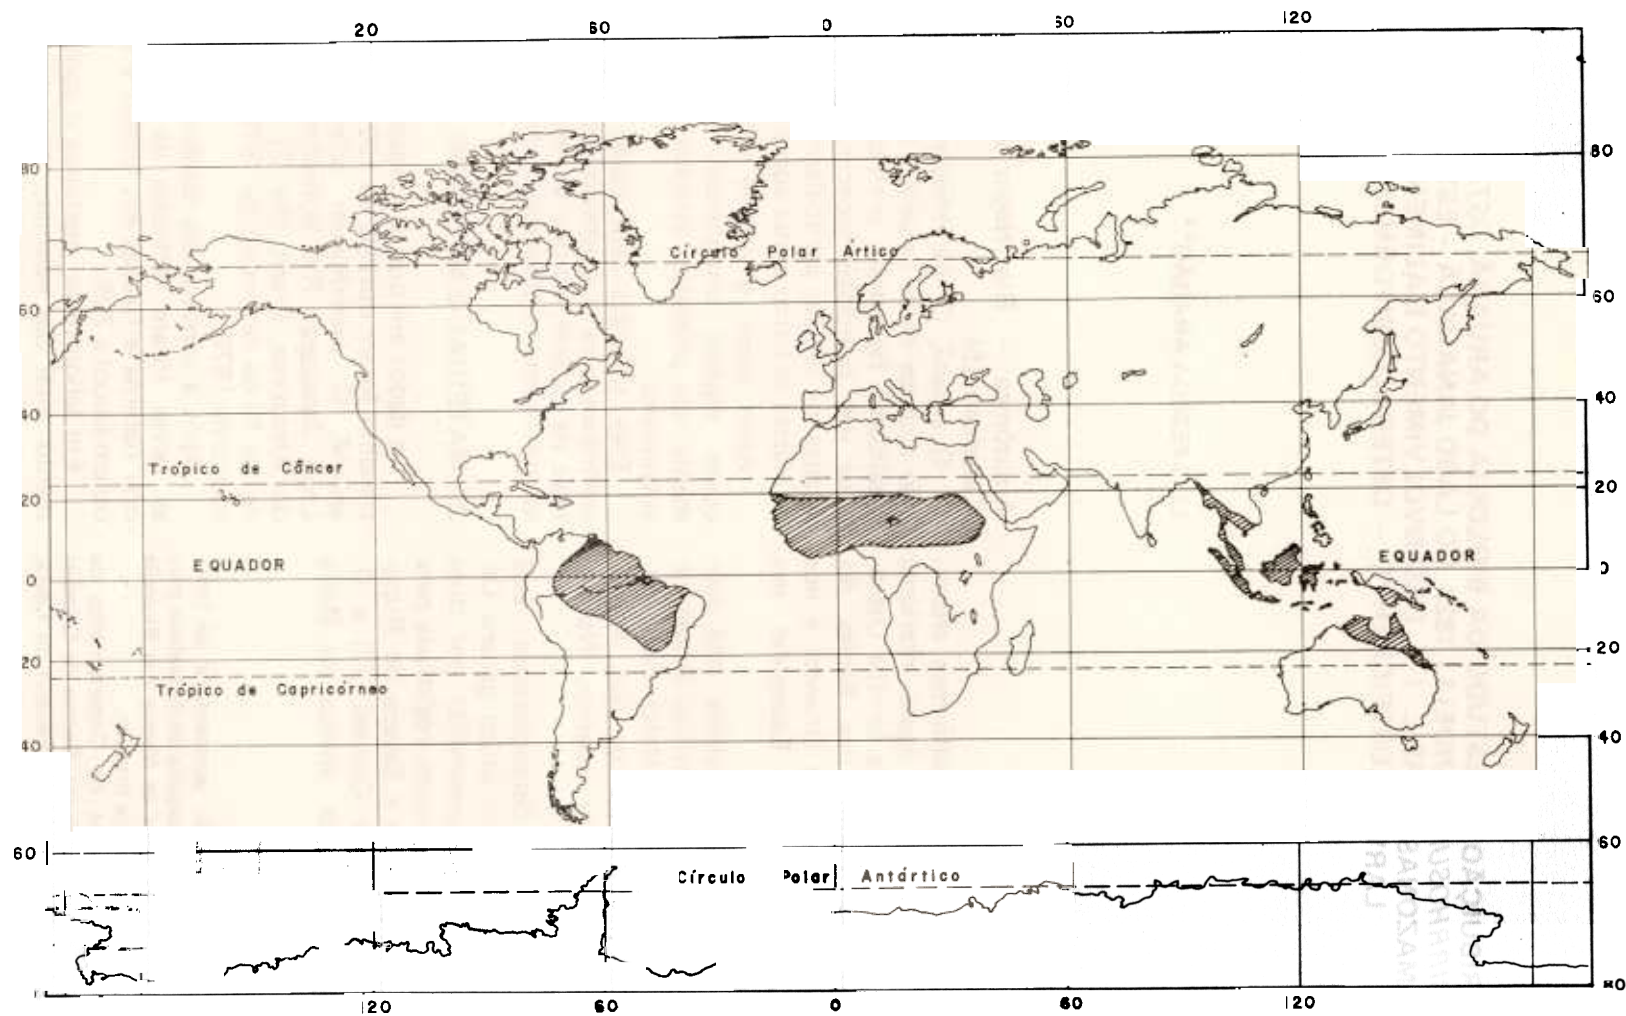 20 60 0 60 120
80 80
Círculo Polar Ártico
60 60
40 40
Trópico de Câncer
20 20
EQUADOR EQUADOR
0 0
20 20
Trópico de Capricórneo
40 40
60 60
Círculo Polar Antártico
80
120 60 0 60 120